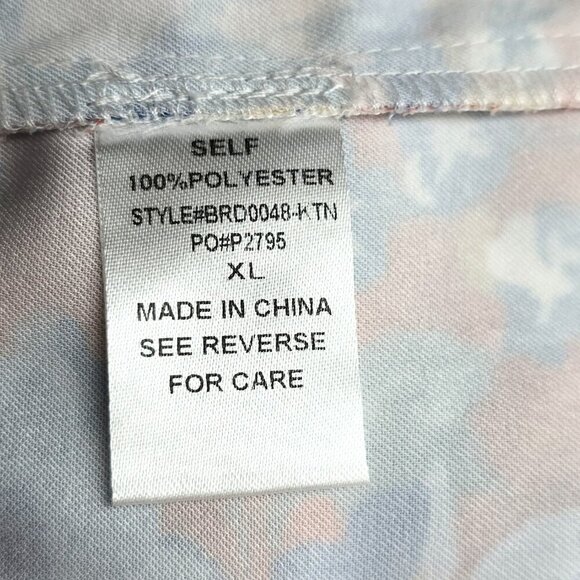 SELF
100%POLYESTER
STYLE#BRD0048-KTN
PO#P2795
XL
MADE IN CHINA
SEE REVERSE
FOR CARE